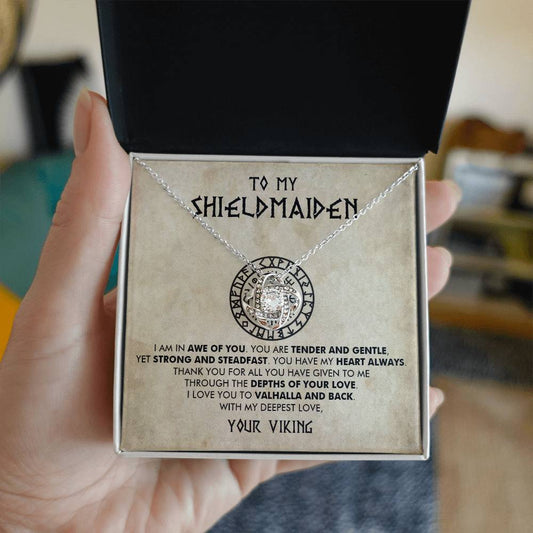 TO MY
SHIELDMAIDEN
I AM IN AWE OF YOU. YOU ARE TENDER AND GENTLE,
YET STRONG AND STEADFAST. YOU HAVE MY HEART ALWAYS.
THANK YOU FOR ALL YOU HAVE GIVEN TO ME
THROUGH THE DEPTHS OF YOUR LOVE.
I LOVE YOU TO VALHALLA AND BACK.
WITH MY DEEPEST LOVE,
YOUR VIKING